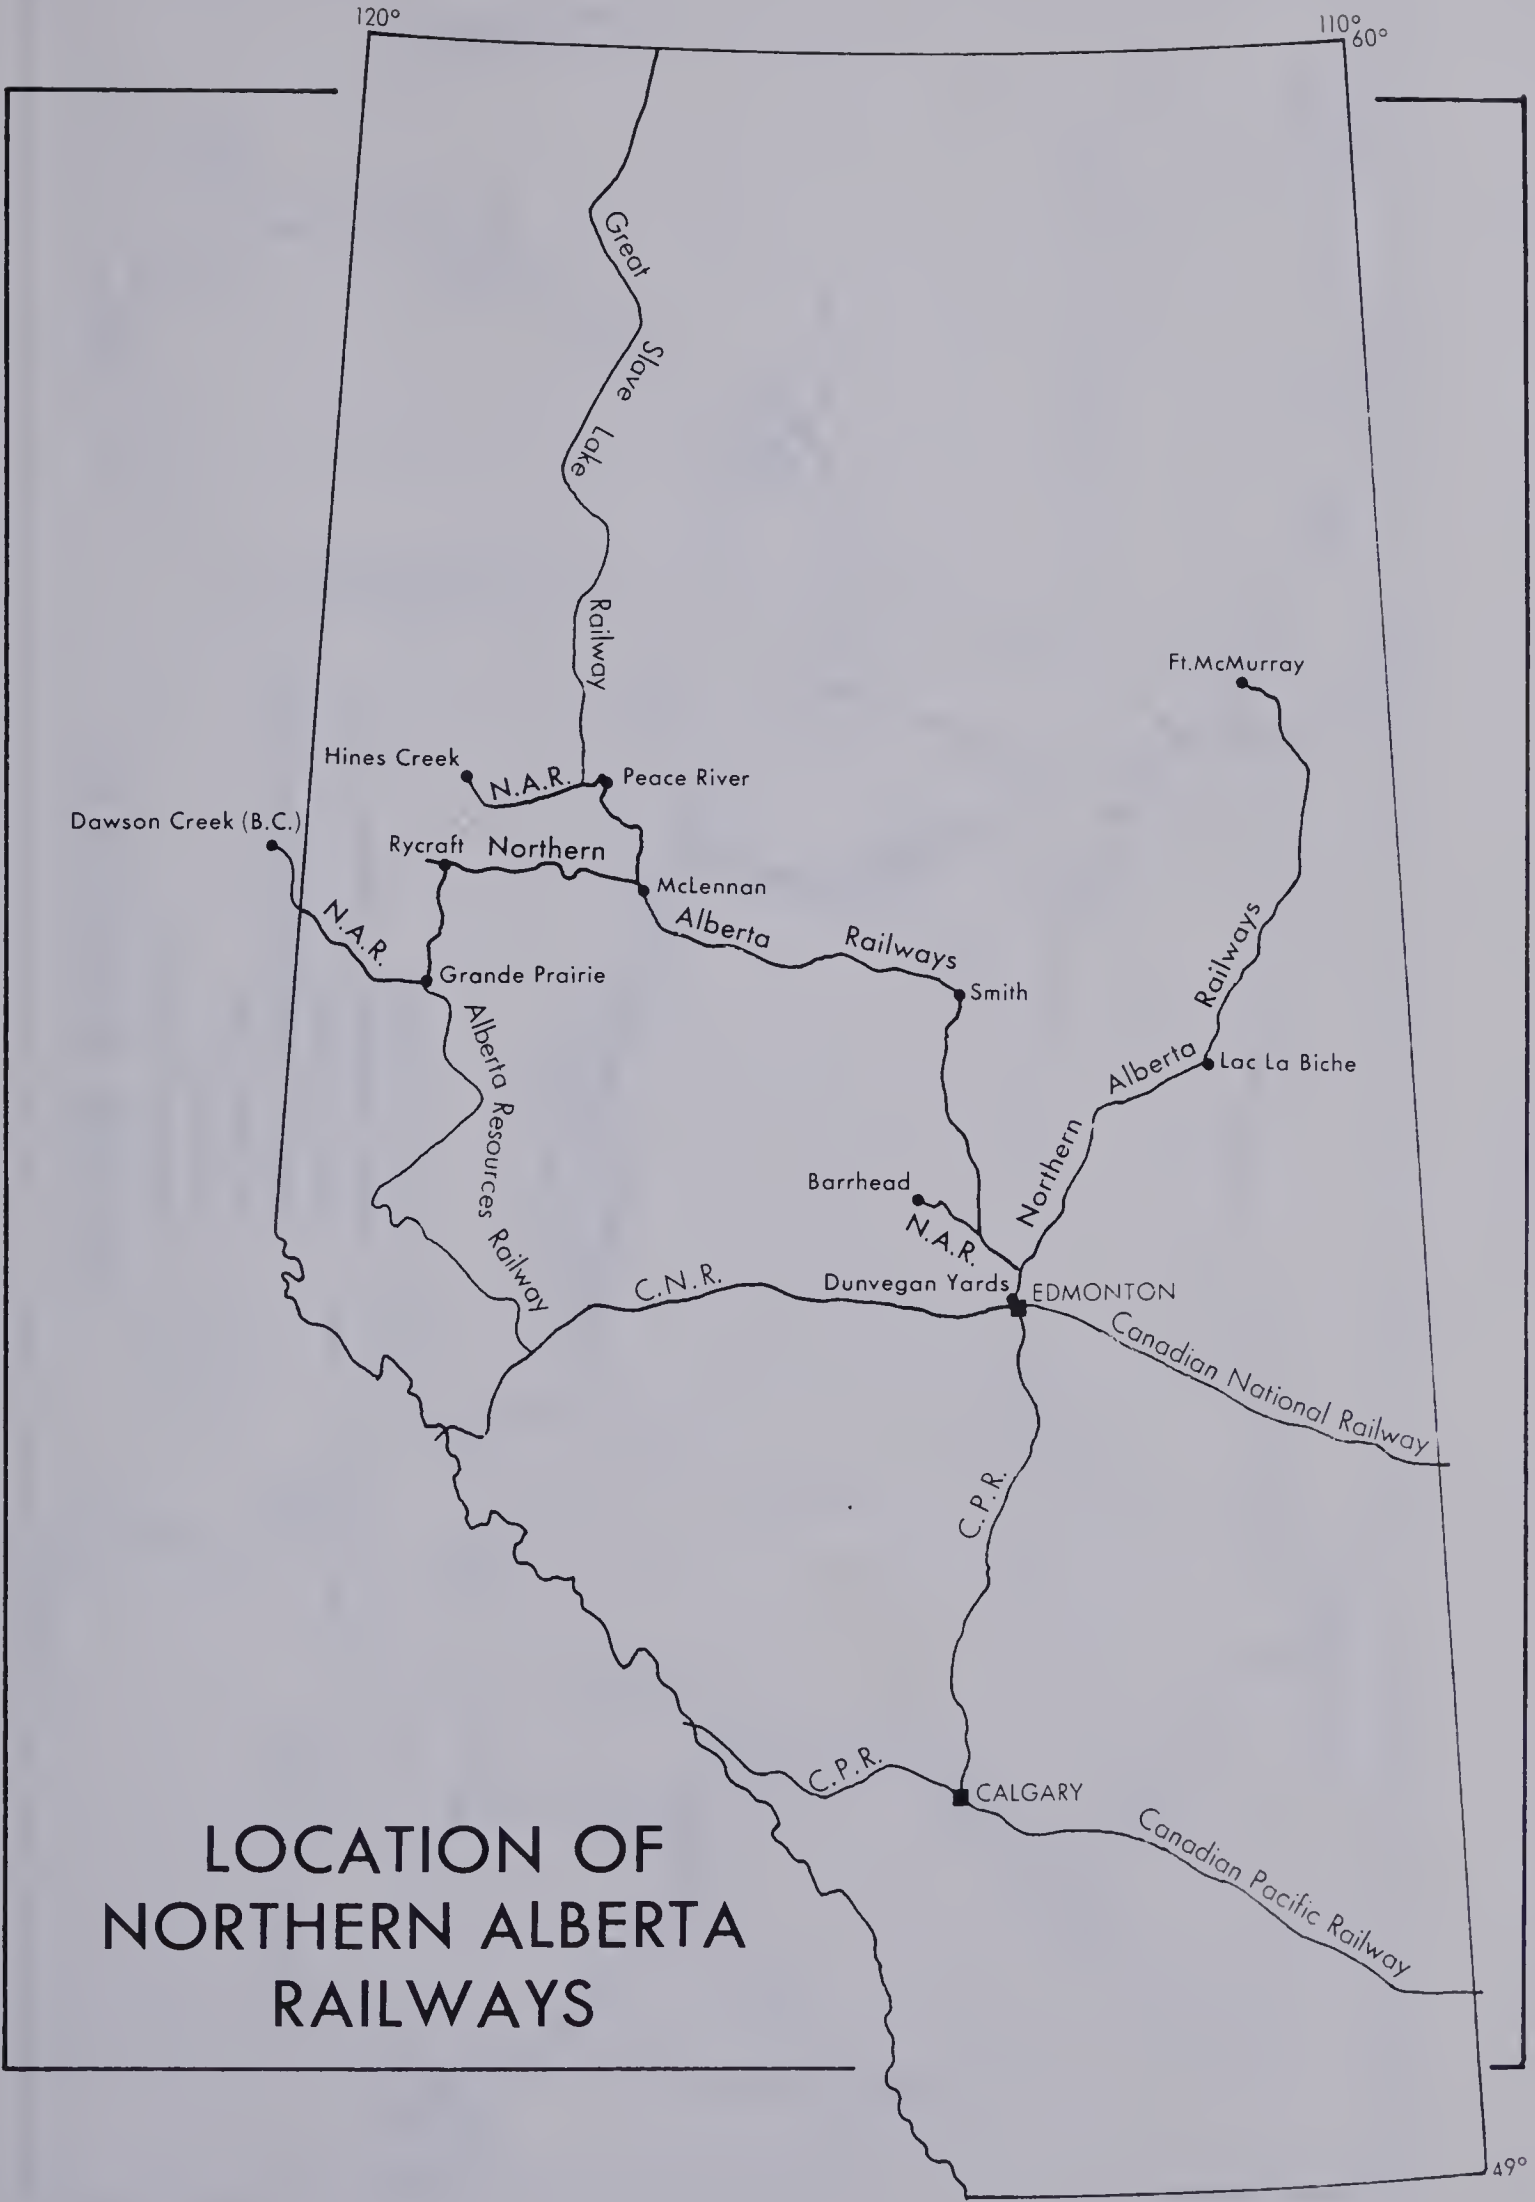 120°
110°
60°
Great Slave Lake Railway
Ft.McMurray
Hines Creek
N.A.R.
Peace River
Dawson Creek (B.C.)
Rycraft
Northern
McLennan
Alberta Railways
N.A.R.
Grande Prairie
Smith
Alberta Resources Railway
Northern Alberta Railways
Lac La Biche
Barrhead
N.A.R.
C.N.R.
Dunvegan Yards
EDMONTON
Canadian National Railway
C.P.R.
C.P.R.
CALGARY
Canadian Pacific Railway
LOCATION OF
NORTHERN ALBERTA
RAILWAYS
49°